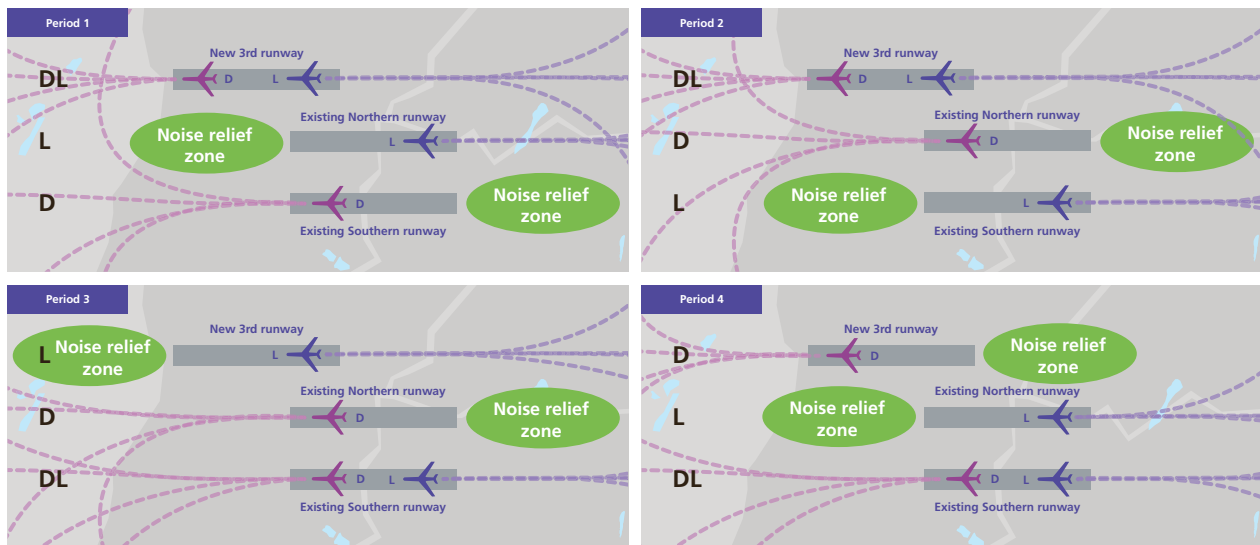 Period 1
New 3rd runway
DL
D
L
Existing Northern runway
L
Noise relief
zone
L
D
D
Noise relief
zone
Existing Southern runway
Period 2
New 3rd runway
DL
D
L
Existing Northern runway
D
D
Noise relief
zone
L
Noise relief
zone
L
Existing Southern runway
Period 3
New 3rd runway
L
Noise relief
zone
L
Existing Northern runway
D
D
Noise relief
zone
DL
D
L
Existing Southern runway
Period 4
New 3rd runway
D
D
Noise relief
zone
Existing Northern runway
L
Noise relief
zone
L
DL
D
L
Existing Southern runway